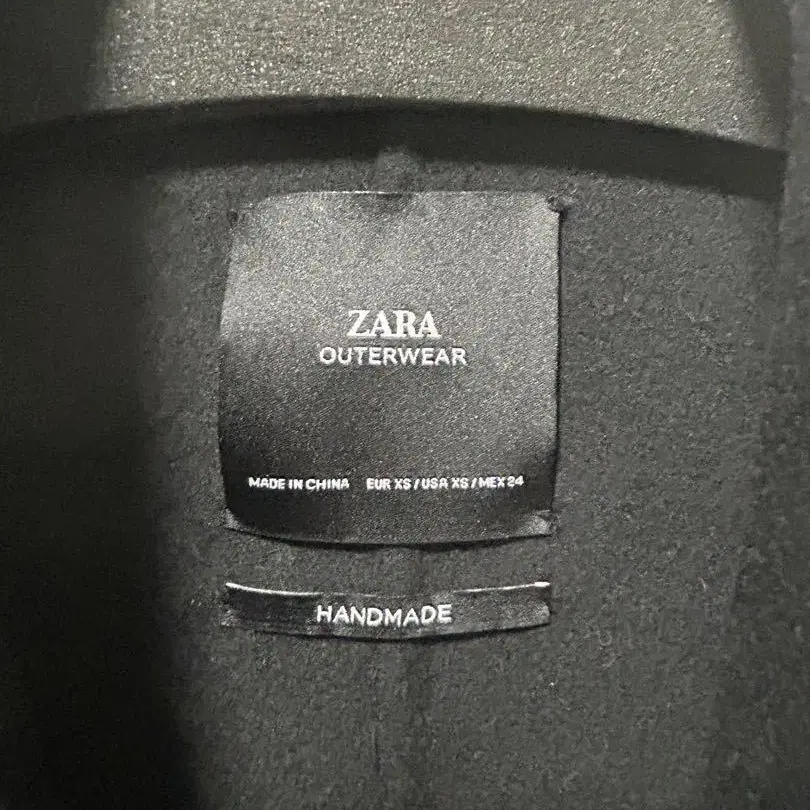 ZARA
OUTERWEAR
MADE IN CHINA EUR XS / USA XS / MEX 24
HANDMADE